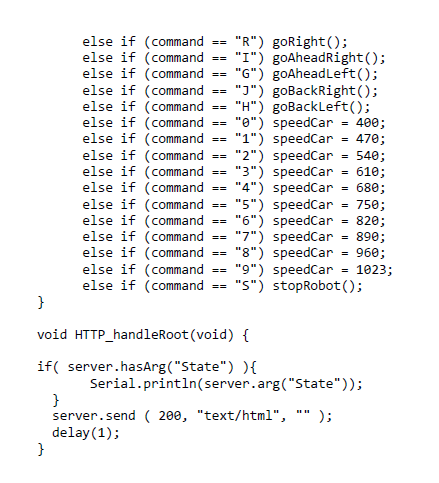 else if (command == "R") goRight();
else if (command == "I") goAheadRight();
else if (command == "G") goAheadLeft();
else if (command == "J") goBackRight();
else if (command == "H") goBackLeft();
else if (command == "0") speedCar = 400;
else if (command == "1") speedCar = 470;
else if (command == "2") speedCar = 540;
else if (command == "3") speedCar = 610;
else if (command == "4") speedCar = 680;
else if (command == "5") speedCar = 750;
else if (command == "6") speedCar = 820;
else if (command == "7") speedCar = 890;
else if (command == "8") speedCar = 960;
else if (command == "9") speedCar = 1023;
else if (command == "S") stopRobot();
}
void HTTP_handleRoot(void) {
if( server.hasArg("State") ){
Serial.println(server.arg("State"));
}
server.send ( 200, "text/html", "" );
delay(1);
}